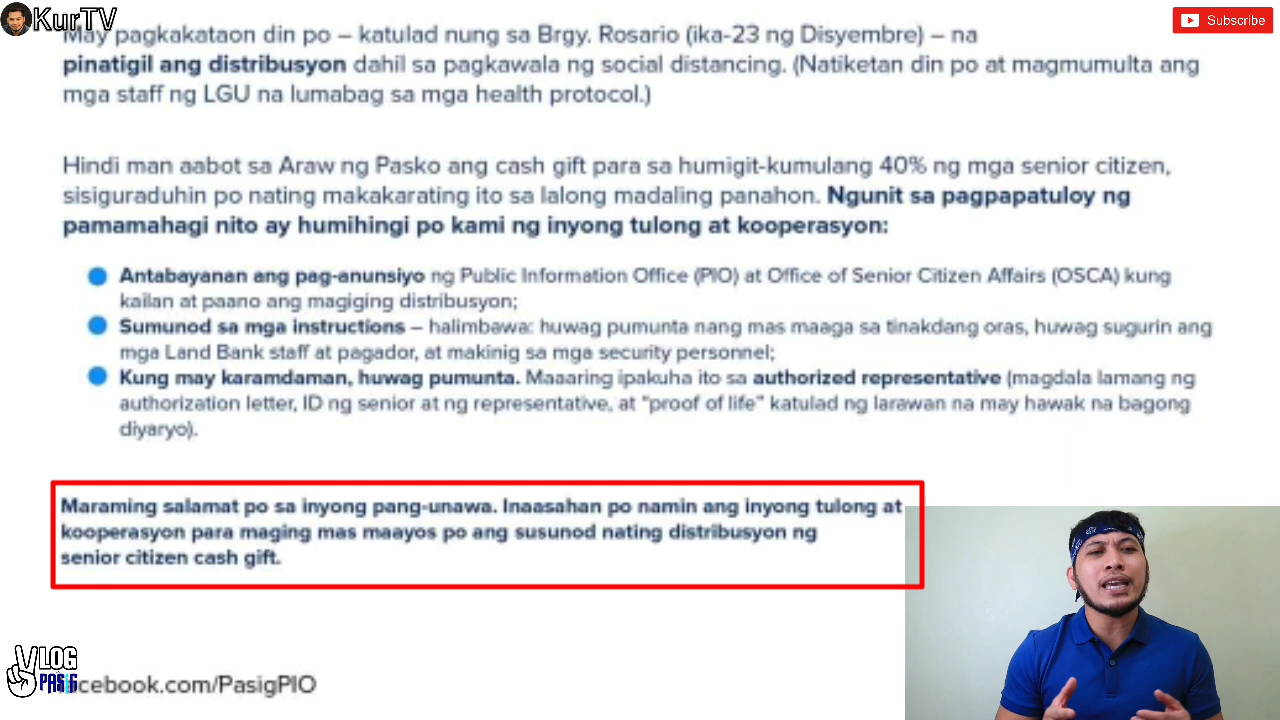 KurTV
Subscribe
May pagkakataon din po – katulad nung sa Brgy. Rosario (ika-23 ng Disyembre) – na
pinatigil ang distribusyon dahil sa pagkawala ng social distancing. (Natiketan din po at magmumulta ang
mga staff ng LGU na lumabag sa mga health protocol.)
Hindi man aabot sa Araw ng Pasko ang cash gift para sa humigit-kumulang 40% ng mga senior citizen,
sisiguraduhin po nating makakarating ito sa lalong madaling panahon. Ngunit sa pagpapatuloy ng
pamamahagi nito ay humihingi po kami ng inyong tulong at kooperasyon:
Antabayanan ang pag-anunsiyo ng Public Information Office (PIO) at Office of Senior Citizen Affairs (OSCA) kung
kailan at paano ang magiging distribusyon;
Sumunod sa mga instructions – halimbawa: huwag pumunta nang mas maaga sa tinakdang oras, huwag sugurin ang
mga Land Bank staff at pagador, at makinig sa mga security personnel;
Kung may karamdaman, huwag pumunta. Maaaring ipakuha ito sa authorized representative (magdala lamang ng
authorization letter, ID ng senior at ng representative, at "proof of life" katulad ng larawan na may hawak na bagong
diyaryo).
Maraming salamat po sa inyong pang-unawa. Inaasahan po namin ang inyong tulong at
kooperasyon para maging mas maayos po ang susunod nating distribusyon ng
senior citizen cash gift.
VLOG
PASIG
cebook.com/PasigPIO